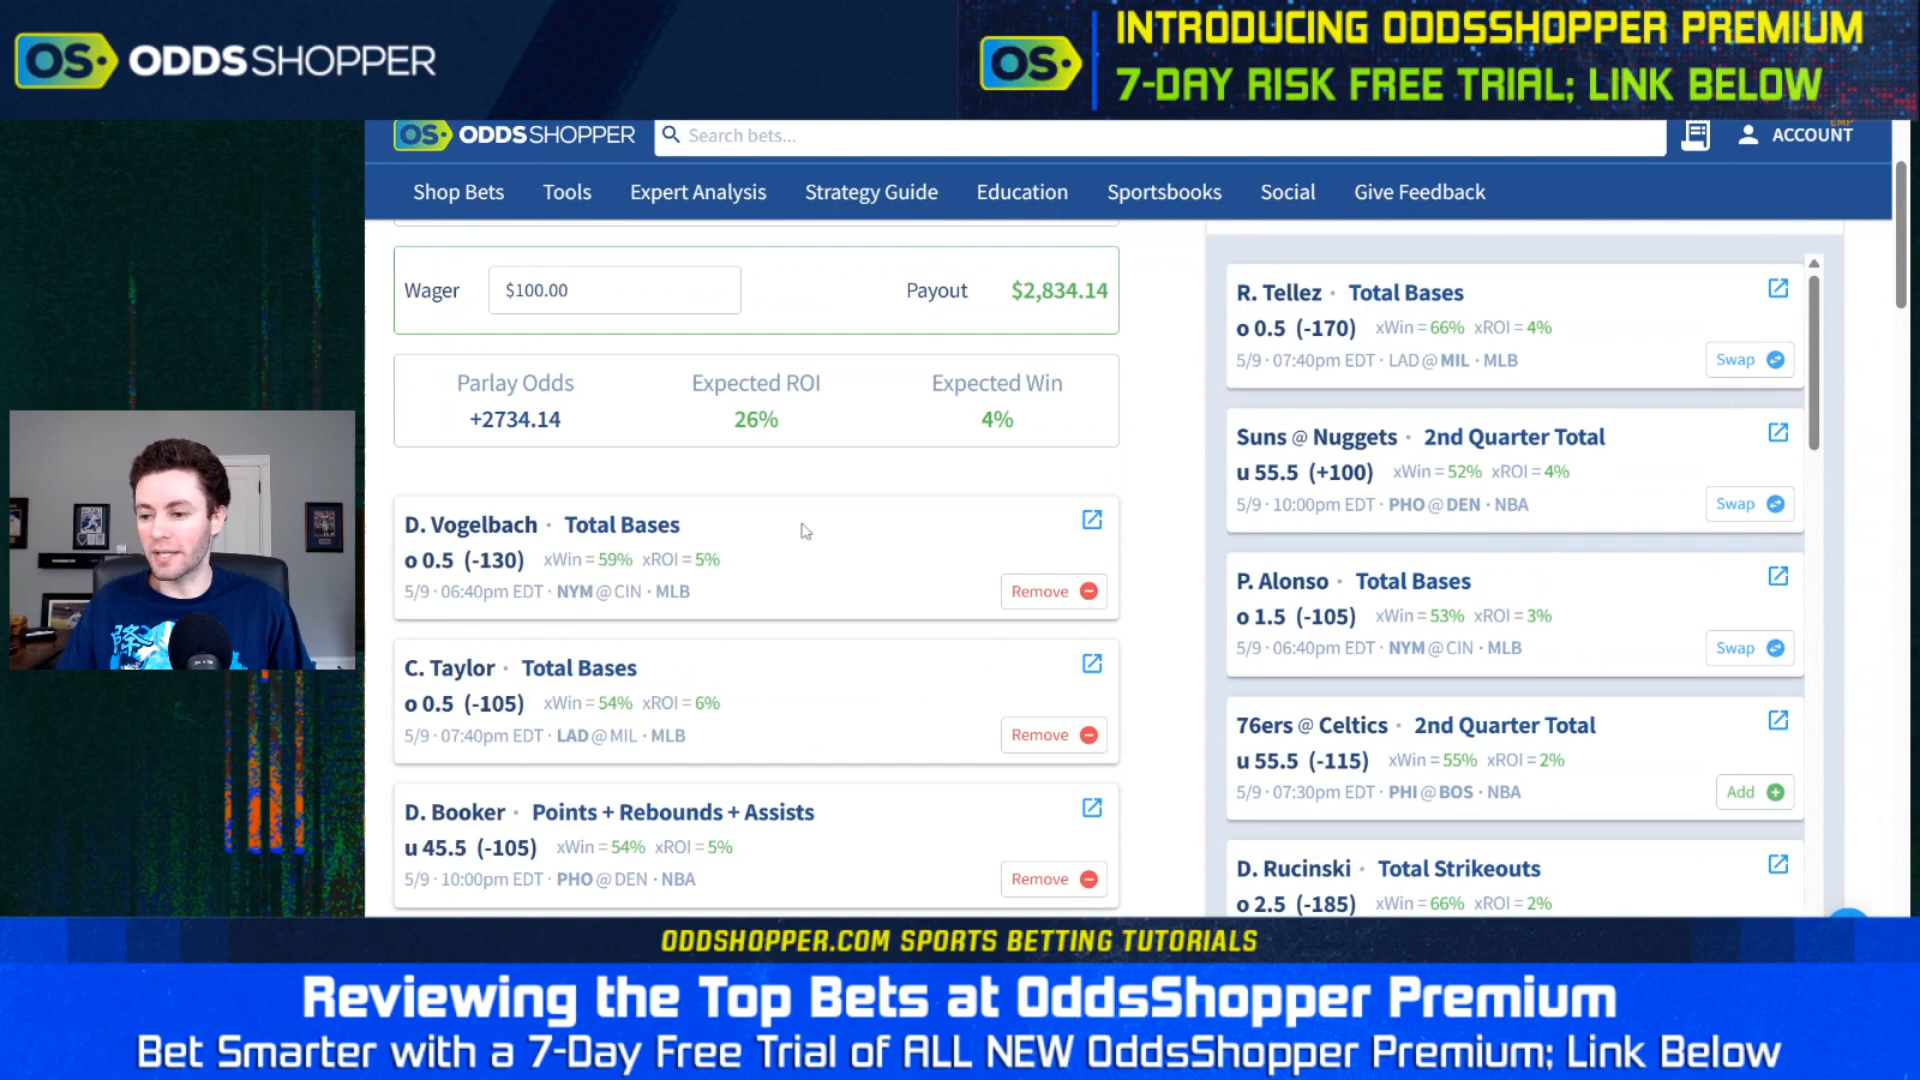 OS ODDSSHOPPER
OS
INTRODUCING ODDSSHOPPER PREMIUM
7-DAY RISK FREE TRIAL; LINK BELOW
OS ODDSSHOPPER
Search bets...
ACCOUNT
Shop Bets Tools Expert Analysis Strategy Guide Education Sportsbooks Social Give Feedback
Wager $100.00 Payout $2,834.14
Parlay Odds Expected ROI Expected Win
+2734.14 26% 4%
D. Vogelbach · Total Bases
o 0.5 (-130) xWin = 59% xROI = 5%
5/9 · 06:40pm EDT · NYM @ CIN · MLB
Remove
C. Taylor · Total Bases
o 0.5 (-105) xWin = 54% xROI = 6%
5/9 · 07:40pm EDT · LAD @ MIL · MLB
Remove
D. Booker · Points + Rebounds + Assists
u 45.5 (-105) xWin = 54% xROI = 5%
5/9 · 10:00pm EDT · PHO @ DEN · NBA
Remove
R. Tellez · Total Bases
o 0.5 (-170) xWin = 66% xROI = 4%
5/9 · 07:40pm EDT · LAD @ MIL · MLB
Swap
Suns @ Nuggets · 2nd Quarter Total
u 55.5 (+100) xWin = 52% xROI = 4%
5/9 · 10:00pm EDT · PHO @ DEN · NBA
Swap
P. Alonso · Total Bases
o 1.5 (-105) xWin = 53% xROI = 3%
5/9 · 06:40pm EDT · NYM @ CIN · MLB
Swap
76ers @ Celtics · 2nd Quarter Total
u 55.5 (-115) xWin = 55% xROI = 2%
5/9 · 07:30pm EDT · PHI @ BOS · NBA
Add
D. Rucinski · Total Strikeouts
o 2.5 (-185) xWin = 66% xROI = 2%
ODDSHOPPER.COM SPORTS BETTING TUTORIALS
Reviewing the Top Bets at OddsShopper Premium
Bet Smarter with a 7-Day Free Trial of ALL NEW OddsShopper Premium; Link Below